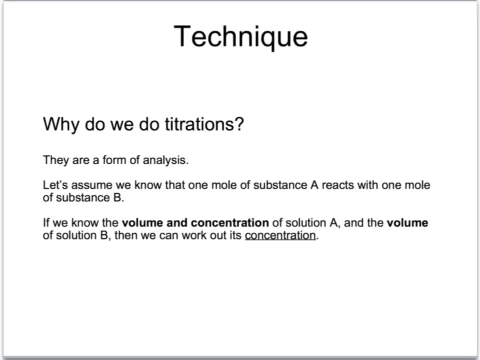 Technique
Why do we do titrations?
They are a form of analysis.
Let's assume we know that one mole of substance A reacts with one mole
of substance B.
If we know the volume and concentration of solution A, and the volume
of solution B, then we can work out its concentration.